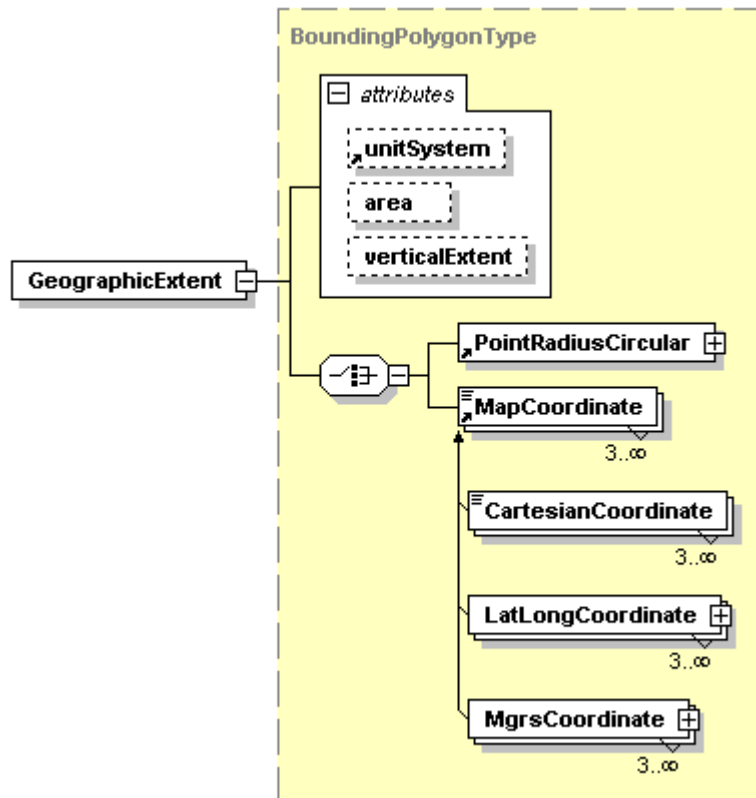 BoundingPolygonType
attributes
unitSystem
area
verticalExtent
GeographicExtent
PointRadiusCircular
MapCoordinate
3..∞
CartesianCoordinate
3..∞
LatLongCoordinate
3..∞
MgrsCoordinate
3..∞